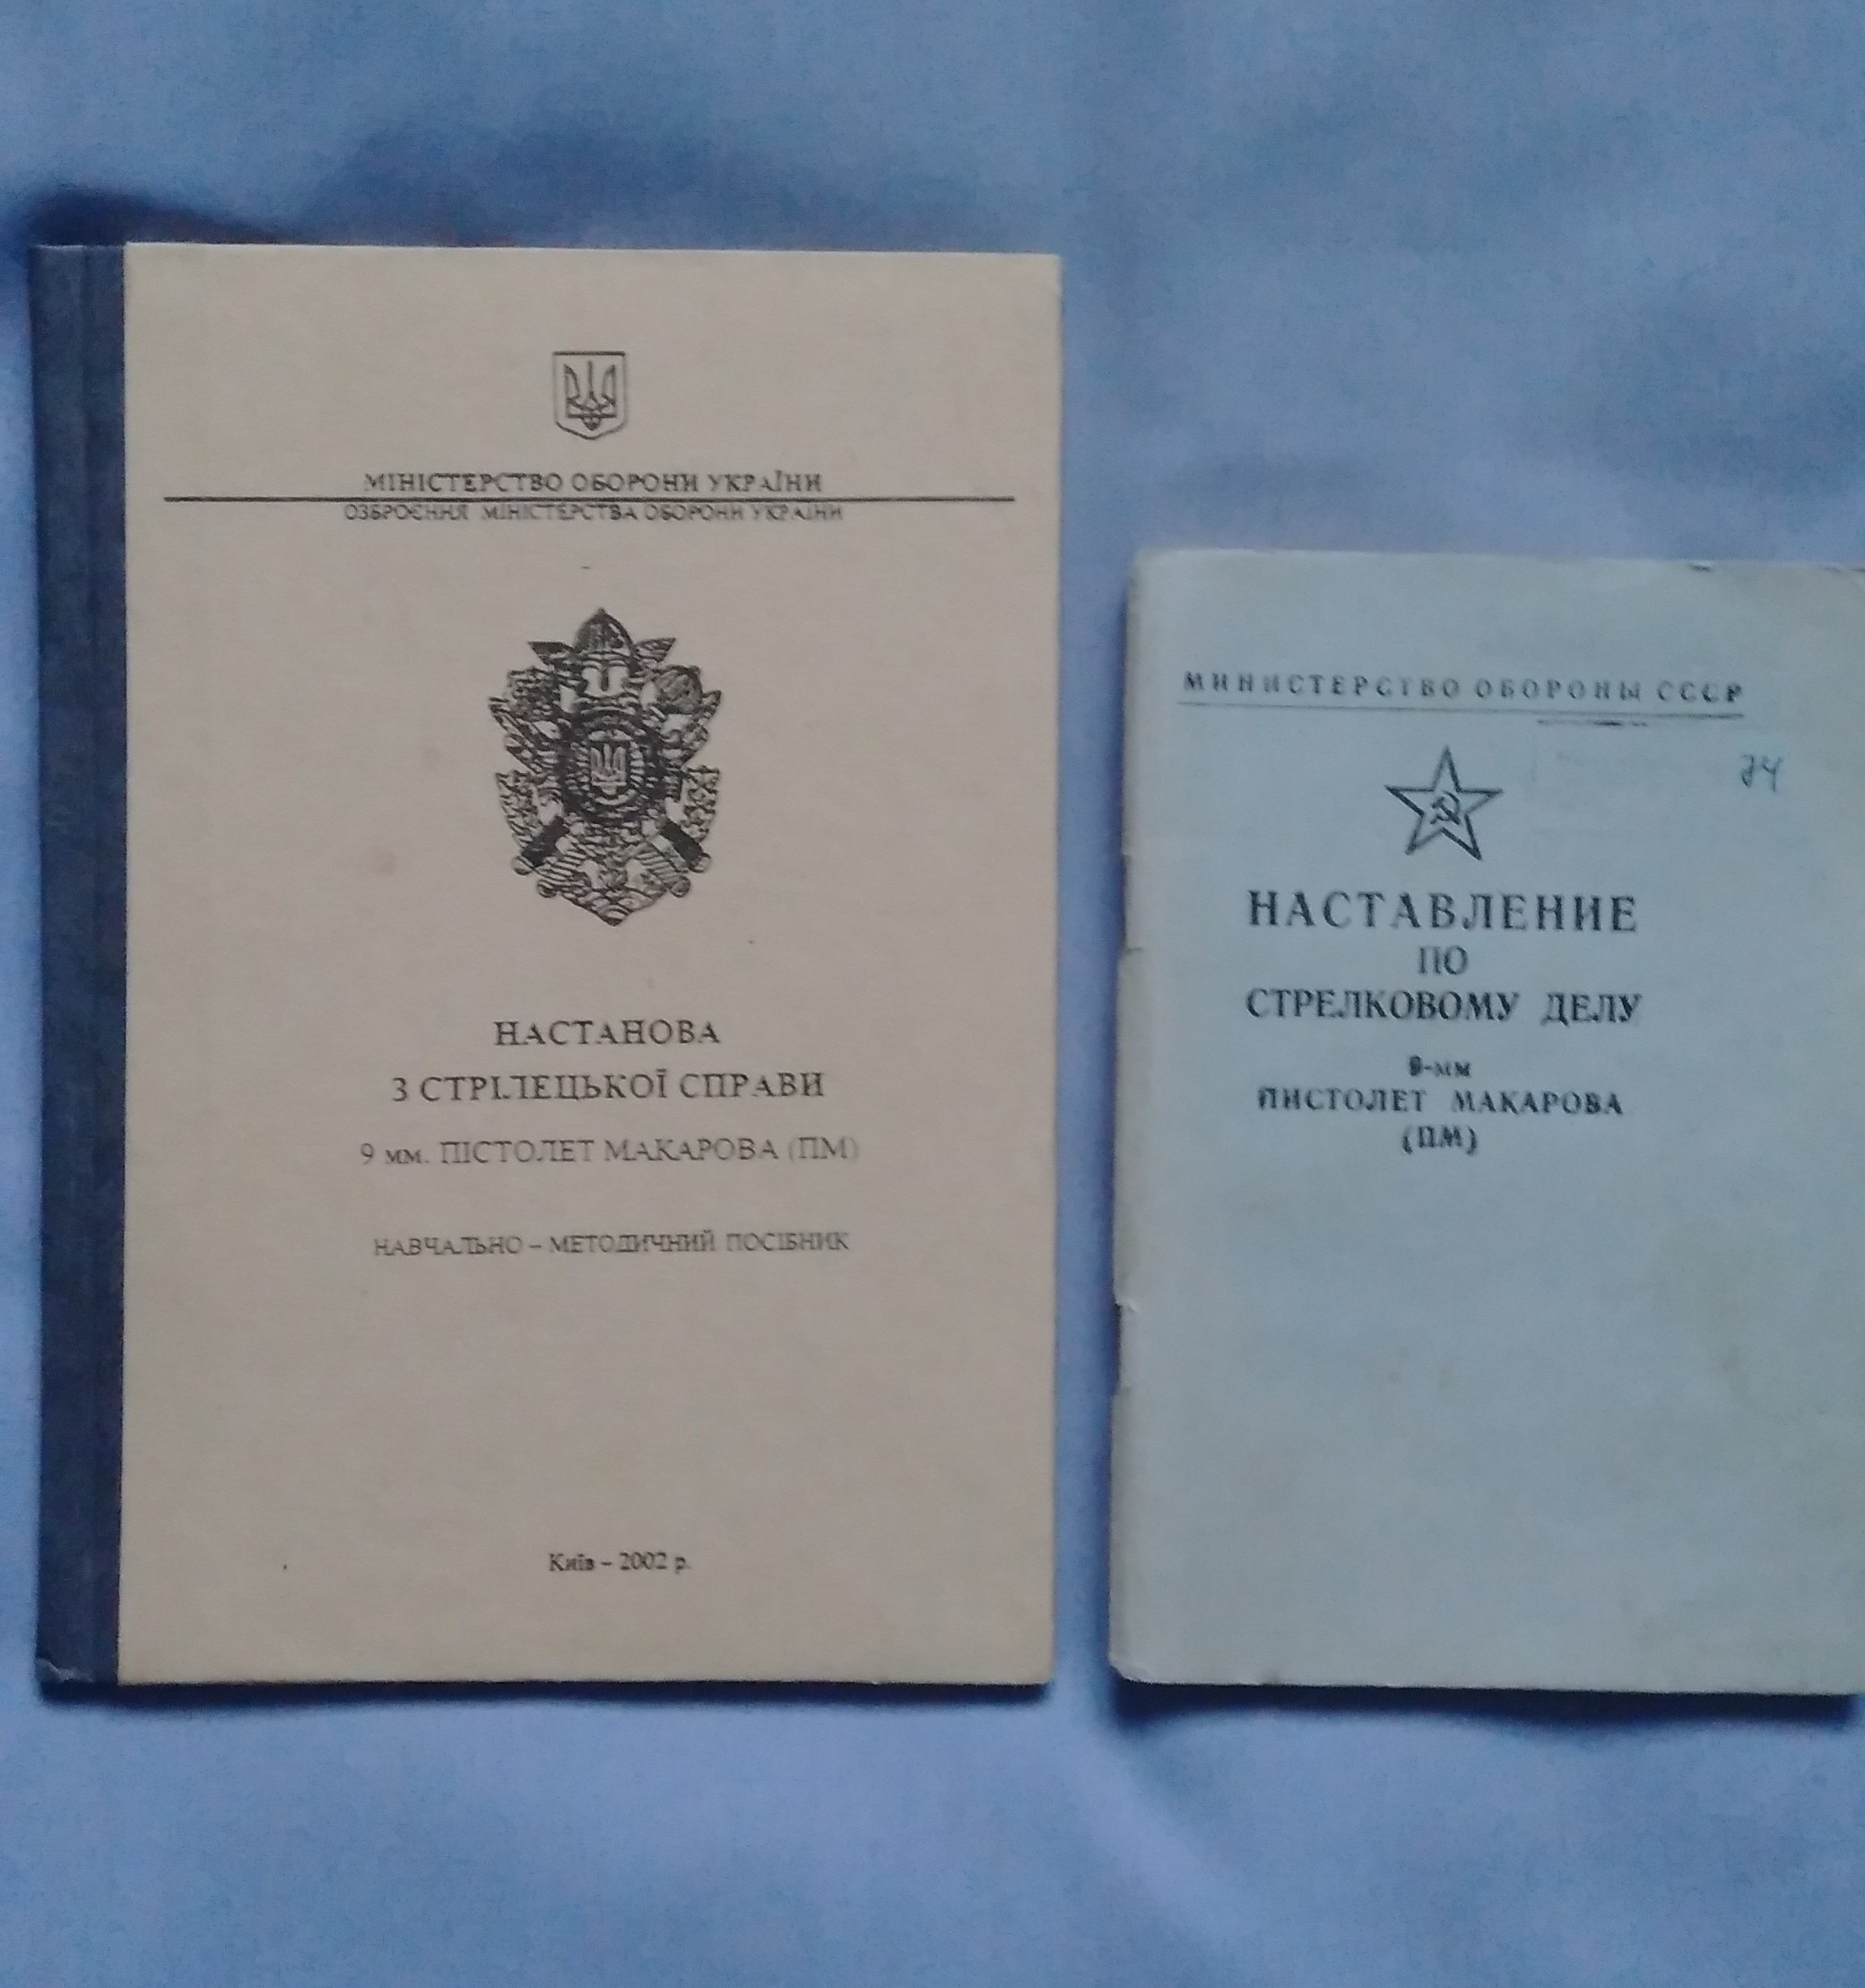 МІНІСТЕРСТВО ОБОРОНИ УКРАЇНИ
ОЗБРОЄННЯ МІНІСТЕРСТВА ОБОРОНИ УКРАЇНИ
НАСТАНОВА
З СТРІЛЕЦЬКОЇ СПРАВИ
9 мм. ПІСТОЛЕТ МАКАРОВА (ПМ)
НАВЧАЛЬНО – МЕТОДИЧНИЙ ПОСІБНИК
Київ – 2002 р.
МИНИСТЕРСТВО ОБОРОНЫ СССР
НАСТАВЛЕНИЕ
ПО
СТРЕЛКОВОМУ ДЕЛУ
9-мм
ПИСТОЛЕТ МАКАРОВА
(ПМ)